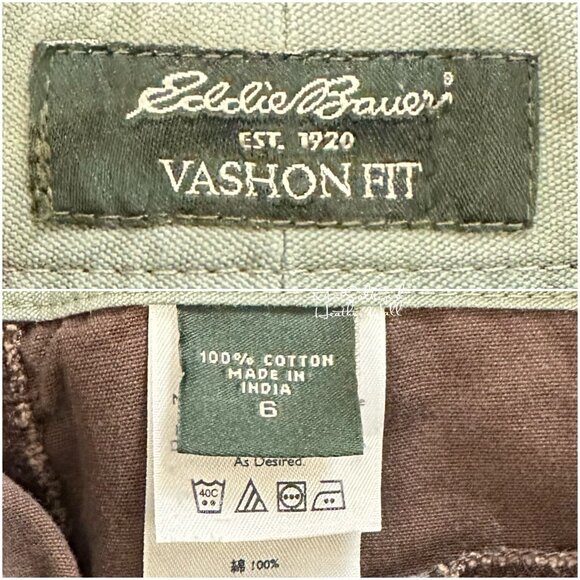 Eddie Bauer®
EST. 1920
VASHON FIT
100% COTTON
MADE IN
INDIA
6
As Desired.
40C
綿 100%